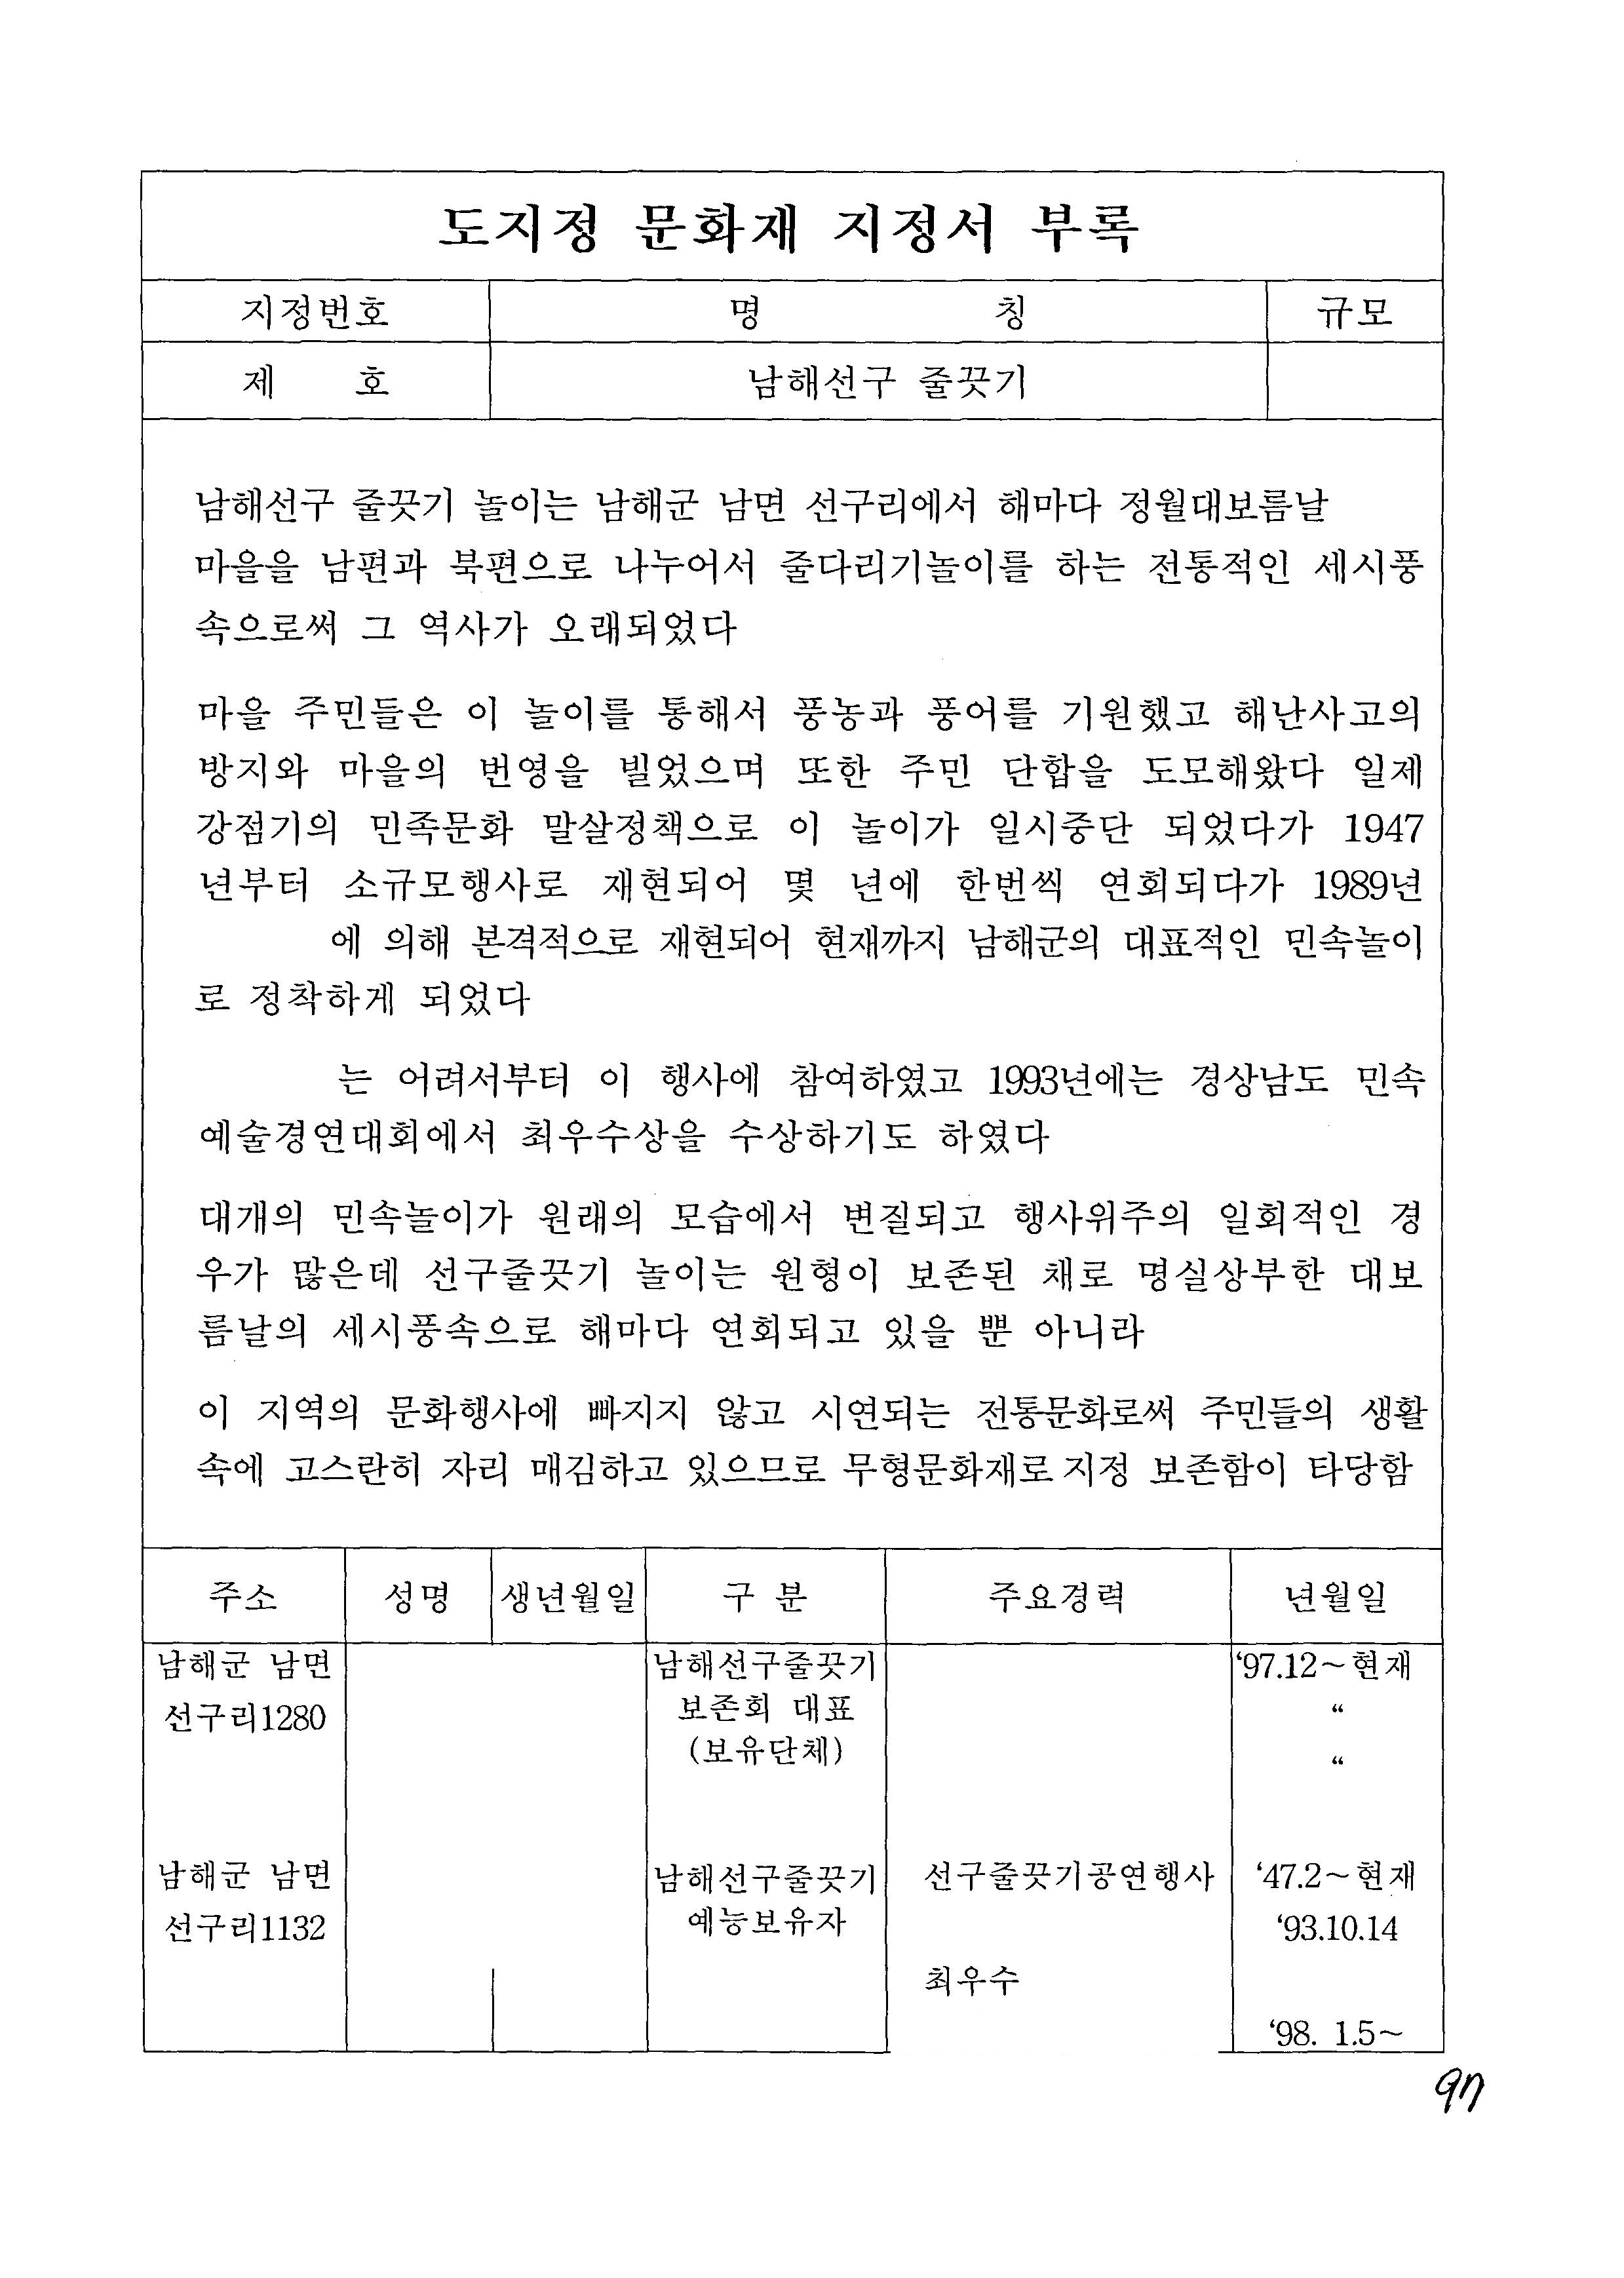 도지정 문화재 지정서 부록
지정번호 명 칭 규모
제 호 남해선구 줄끗기
남해선구 줄끗기 놀이는 남해군 남면 선구리에서 해마다 정월대보름날
마을을 남편과 북편으로 나누어서 줄다리기놀이를 하는 전통적인 세시풍
속으로써 그 역사가 오래되었다
마을 주민들은 이 놀이를 통해서 풍농과 풍어를 기원했고 해난사고의
방지와 마을의 번영을 빌었으며 또한 주민 단합을 도모해왔다 일제
강점기의 민족문화 말살정책으로 이 놀이가 일시중단 되었다가 1947
년부터 소규모행사로 재현되어 몇 년에 한번씩 연회되다가 1989년
에 의해 본격적으로 재현되어 현재까지 남해군의 대표적인 민속놀이
로 정착하게 되었다
는 어려서부터 이 행사에 참여하였고 1993년에는 경상남도 민속
예술경연대회에서 최우수상을 수상하기도 하였다
대개의 민속놀이가 원래의 모습에서 변질되고 행사위주의 일회적인 경
우가 많은데 선구줄끗기 놀이는 원형이 보존된 채로 명실상부한 대보
름날의 세시풍속으로 해마다 연회되고 있을 뿐 아니라
이 지역의 문화행사에 빠지지 않고 시연되는 전통문화로써 주민들의 생활
속에 고스란히 자리 매김하고 있으므로 무형문화재로 지정 보존함이 타당함
주소 성명 생년월일 구 분 주요경력 년월일
남해군 남면 남해선구줄끗기 ‘97.12~현재
선구리1280 보존회 대표 “
(보유단체) “
남해군 남면 남해선구줄끗기 선구줄끗기공연행사 ‘47.2~현재
선구리1132 예능보유자 ‘93.10.14
최우수
‘98. 1.5~
97